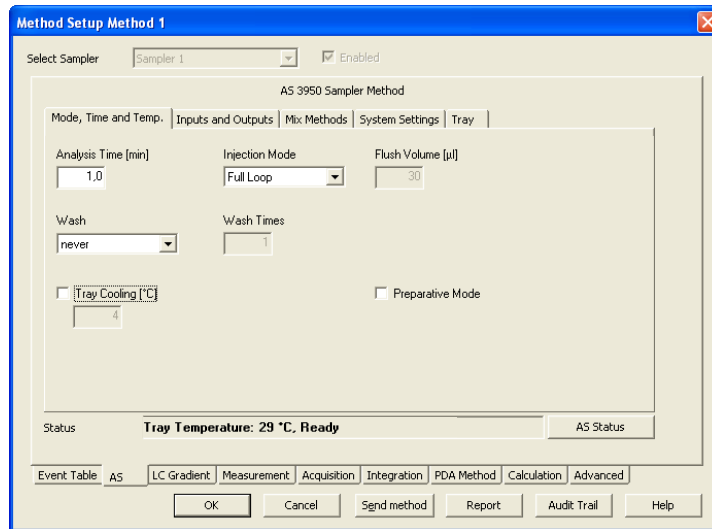 Method Setup Method 1
Select Sampler Sampler 1 Enabled
AS 3950 Sampler Method
Mode, Time and Temp. Inputs and Outputs Mix Methods System Settings Tray
Analysis Time [min] Injection Mode Flush Volume [µl]
1,0 Full Loop 30
Wash Wash Times
never 1
Tray Cooling [°C] Preparative Mode
4
Status Tray Temperature: 29 °C, Ready AS Status
Event Table AS LC Gradient Measurement Acquisition Integration PDA Method Calculation Advanced
OK Cancel Send method Report Audit Trail Help